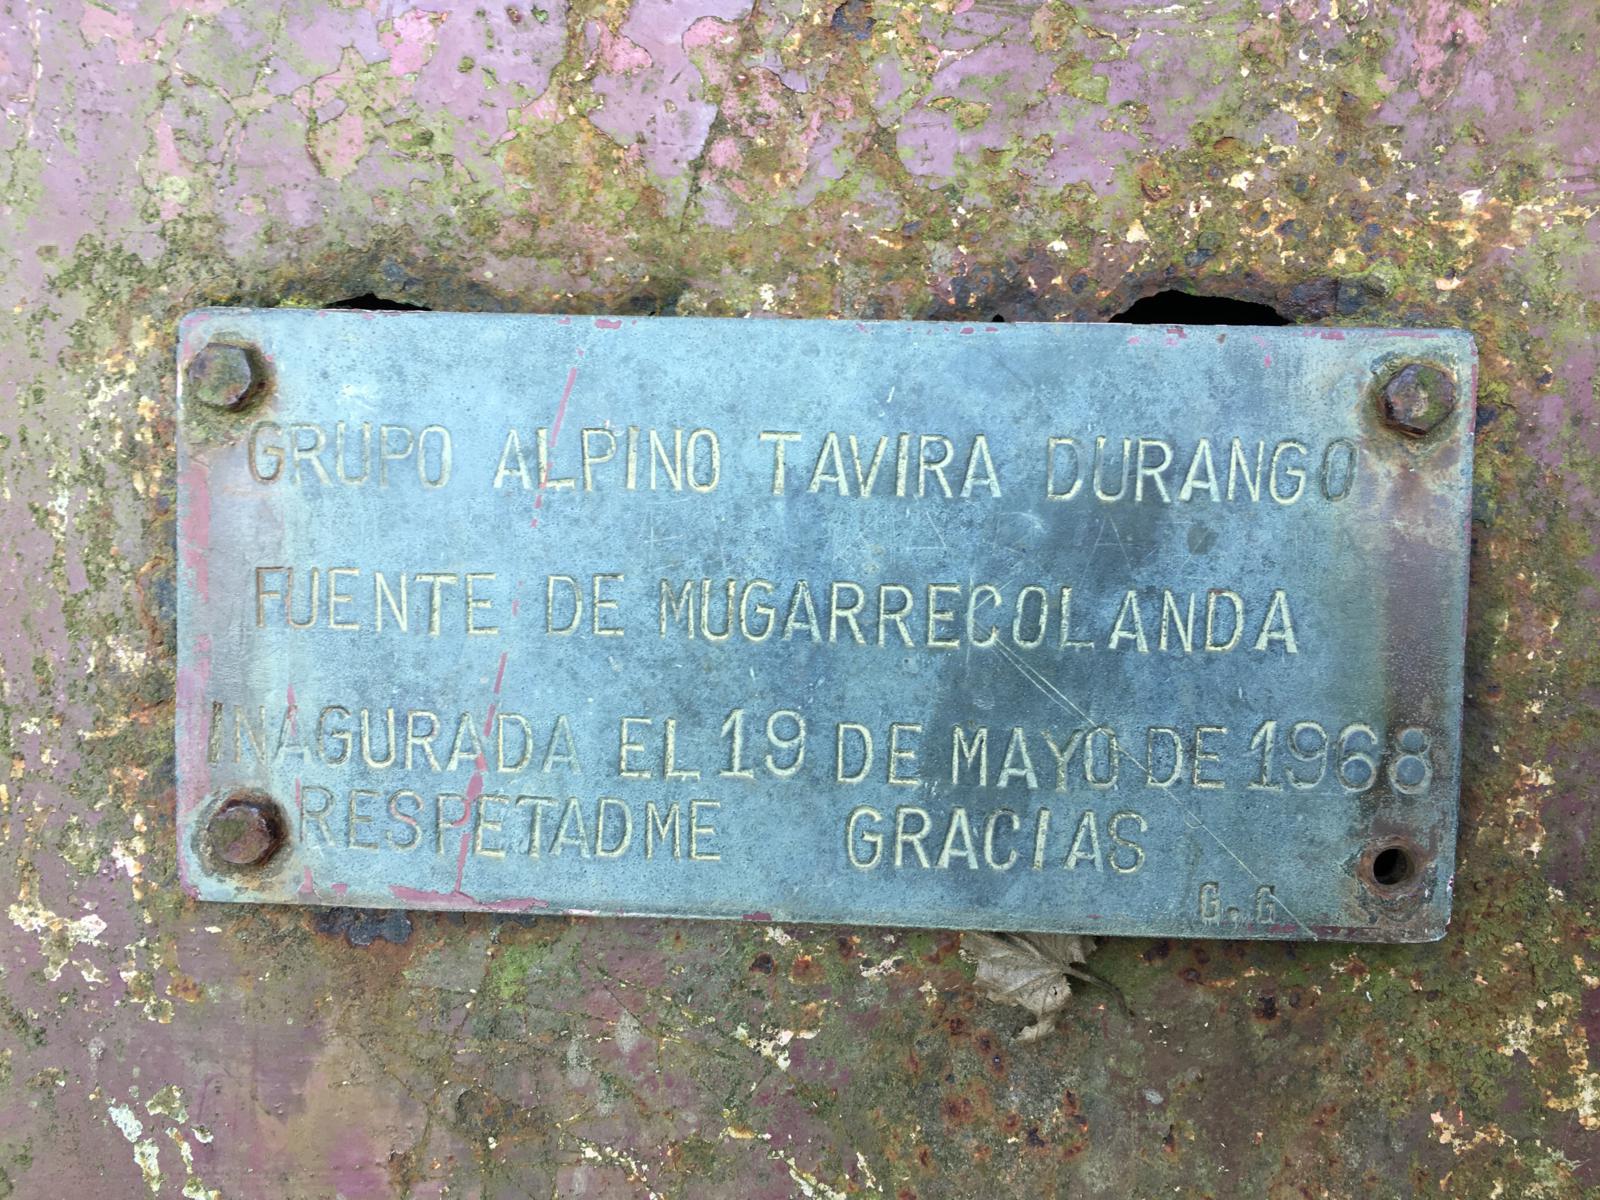 GRUPO ALPINO TAVIRA DURANGO
FUENTE DE MUGARRECOLANDA
INAGURADA EL 19 DE MAYO DE 1968
RESPETADME GRACIAS
G. G